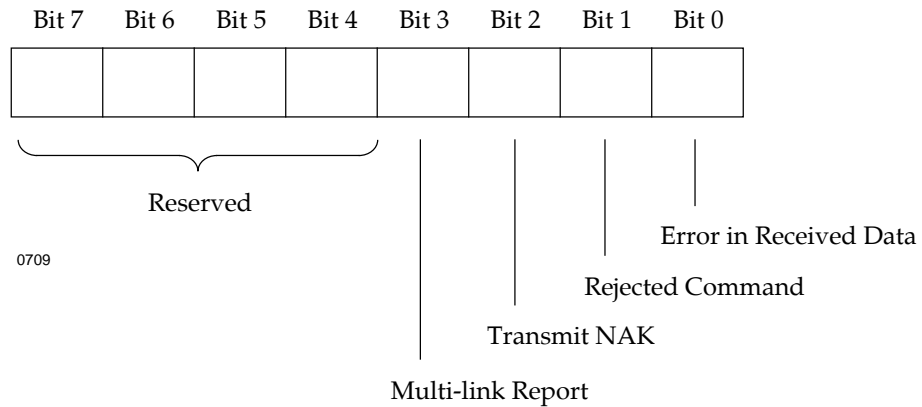 Bit 7 Bit 6 Bit 5 Bit 4 Bit 3 Bit 2 Bit 1 Bit 0
Reserved
Error in Received Data
0709
Rejected Command
Transmit NAK
Multi-link Report